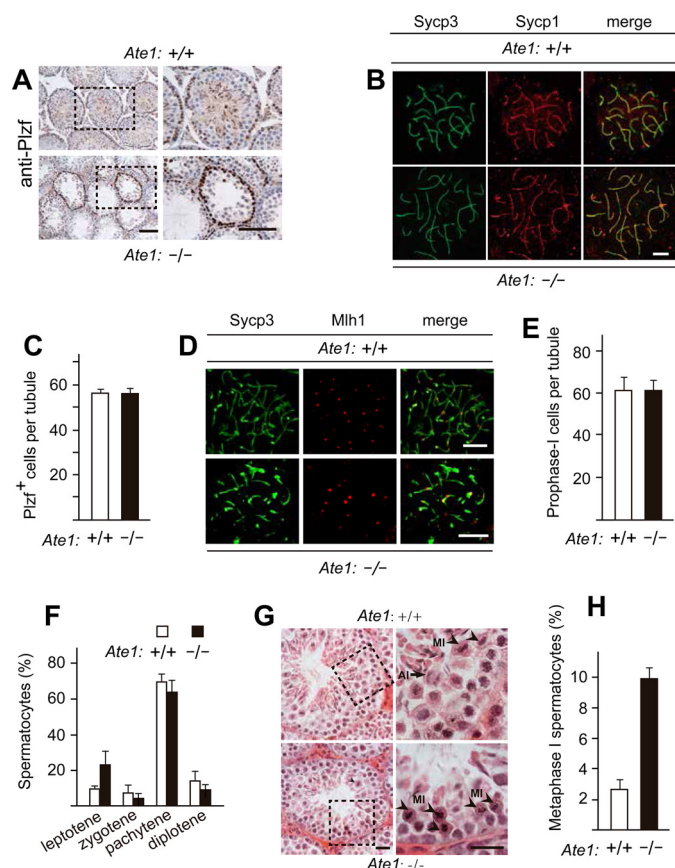 A
Ate1: +/+
anti-Plzf
Ate1: −/−
B
Sycp3 Sycp1 merge
Ate1: +/+
Ate1: −/−
C
Plzf+ cells per tubule
60
40
20
Ate1: +/+ −/−
D
Sycp3 Mlh1 merge
Ate1: +/+
Ate1: −/−
E
Prophase-I cells per tubule
80
60
40
20
Ate1: +/+ −/−
F
Ate1: +/+ −/−
Spermatocytes (%)
80
60
40
20
leptotene
zygotene
pachytene
diplotene
G
Ate1: +/+
MI
AI
MI
MI
Ate1: -/-
H
Metaphase I spermatocytes (%)
10
8
6
4
2
Ate1: +/+ −/−